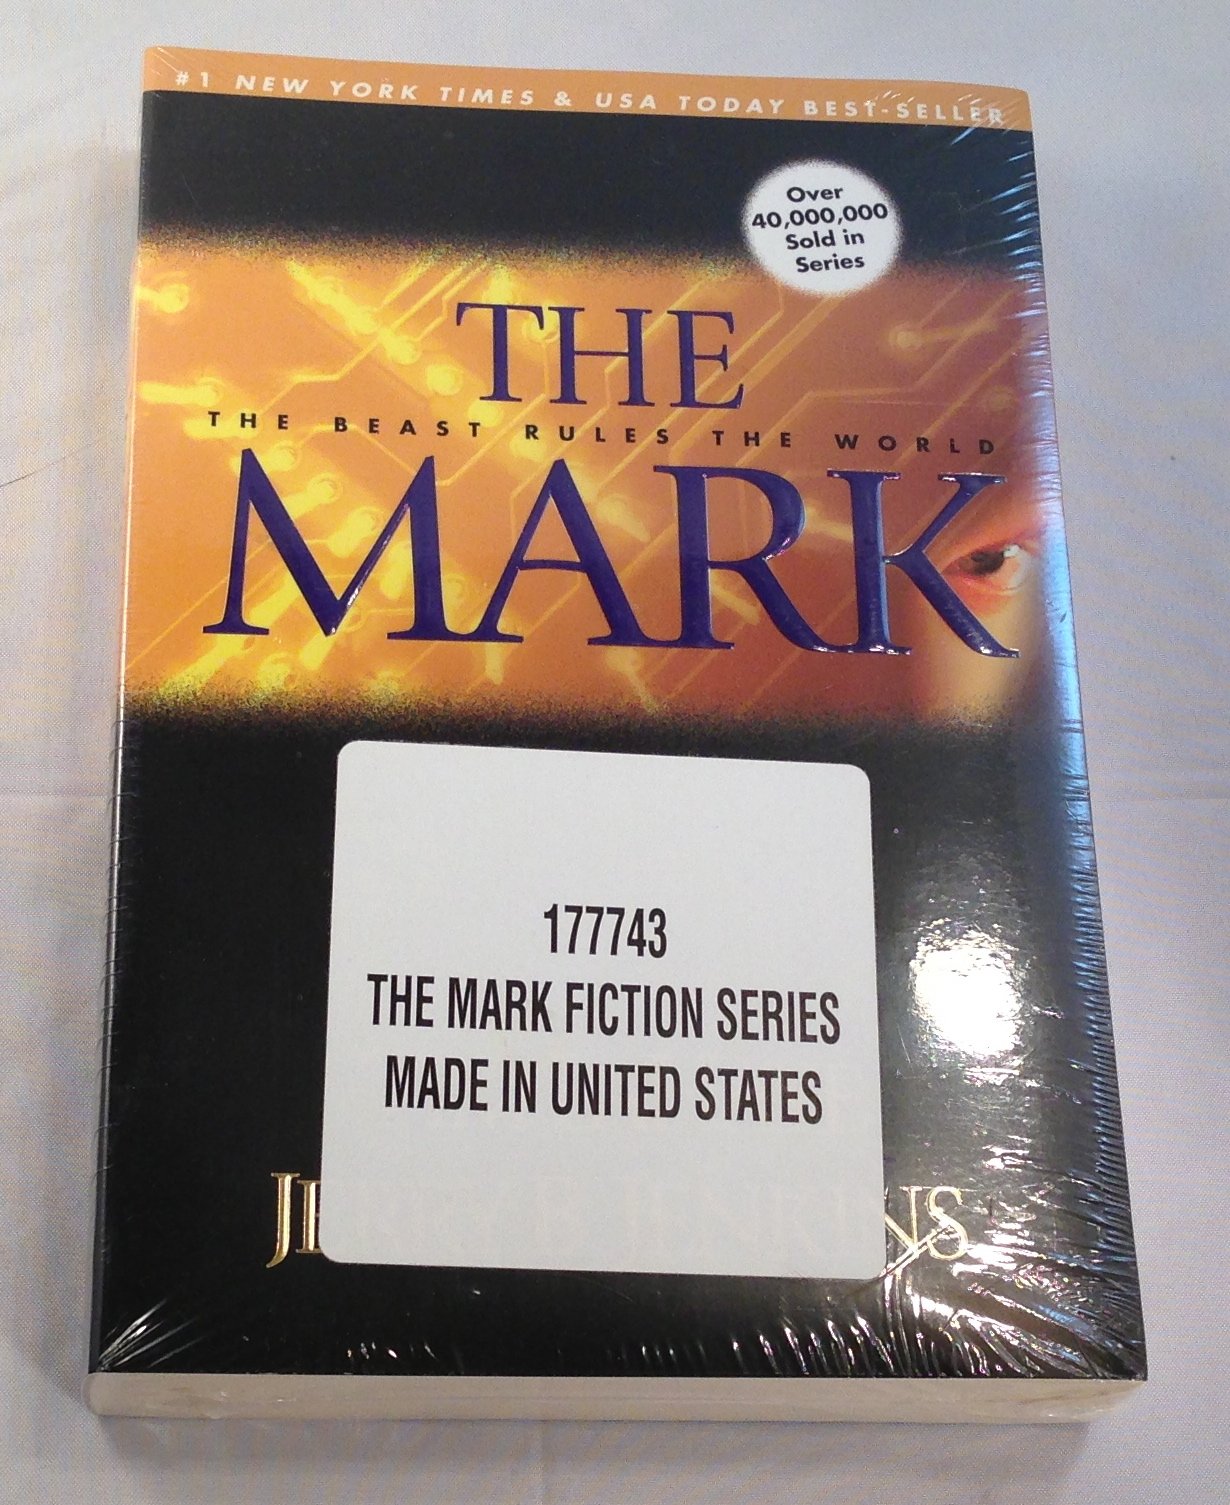 #1 NEW YORK TIMES & USA TODAY BEST-SELLER
Over
40,000,000
Sold in
Series
THE
THE BEAST RULES THE WORLD
MARK
177743
THE MARK FICTION SERIES
MADE IN UNITED STATES